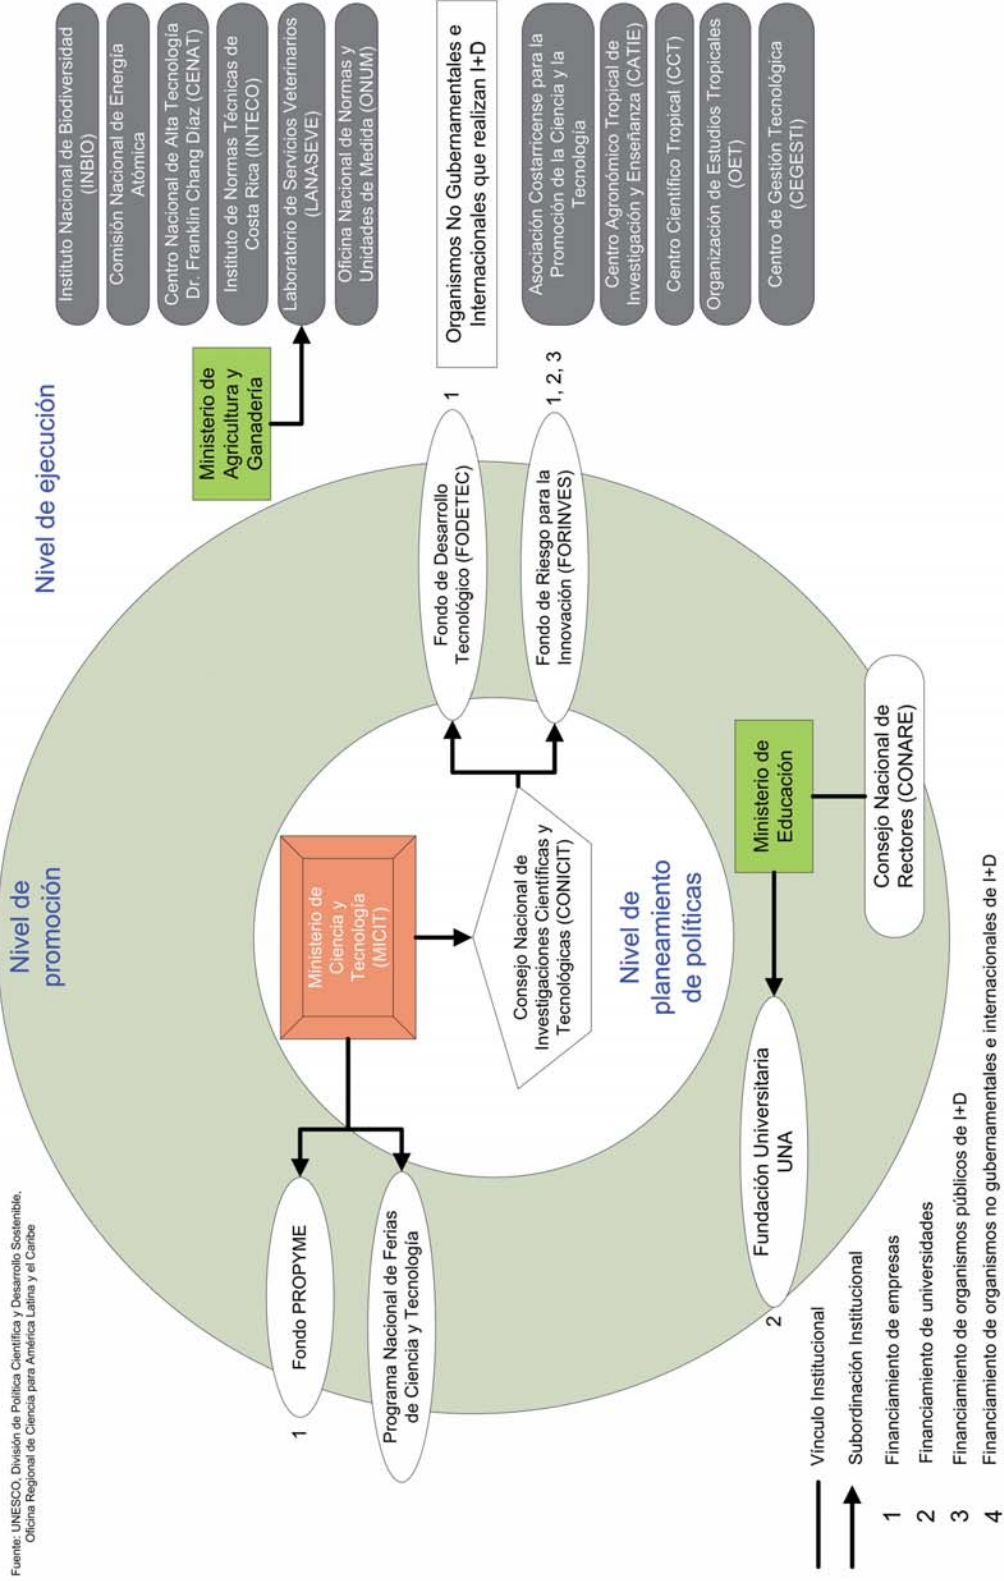 Fuente: UNESCO, División de Política Científica y Desarrollo Sostenible,
Oficina Regional de Ciencia para América Latina y el Caribe
Nivel de
promoción
Nivel de ejecución
Instituto Nacional de Biodiversidad
(INBIO)
Comisión Nacional de Energía
Atómica
Centro Nacional de Alta Tecnología
Dr. Franklin Chang Díaz (CENAT)
Instituto de Normas Técnicas de
Costa Rica (INTECO)
Laboratorio de Servicios Veterinarios
(LANASEVE)
Oficina Nacional de Normas y
Unidades de Medida (ONUM)
Ministerio de
Agricultura y
Ganadería
Ministerio de
Ciencia y
Tecnología
(MICIT)
1
Fondo PROPYME
Programa Nacional de Ferias
de Ciencia y Tecnología
Fondo de Desarrollo
Tecnológico (FODETEC)
1
Fondo de Riesgo para la
Innovación (FORINVES)
1, 2, 3
Organismos No Gubernamentales e
Internacionales que realizan I+D
Consejo Nacional de
Investigaciones Científicas y
Tecnológicas (CONICIT)
Asociación Costarricense para la
Promoción de la Ciencia y la
Tecnología
Centro Agronómico Tropical de
Investigación y Enseñanza (CATIE)
Centro Científico Tropical (CCT)
Organización de Estudios Tropicales
(OET)
Centro de Gestión Tecnológica
(CEGESTI)
Nivel de
planeamiento
de políticas
2
Fundación Universitaria
UNA
Ministerio de
Educación
Consejo Nacional de
Rectores (CONARE)
Vínculo Institucional
Subordinación Institucional
1 Financiamiento de empresas
2 Financiamiento de universidades
3 Financiamiento de organismos públicos de I+D
4 Financiamiento de organismos no gubernamentales e internacionales de I+D